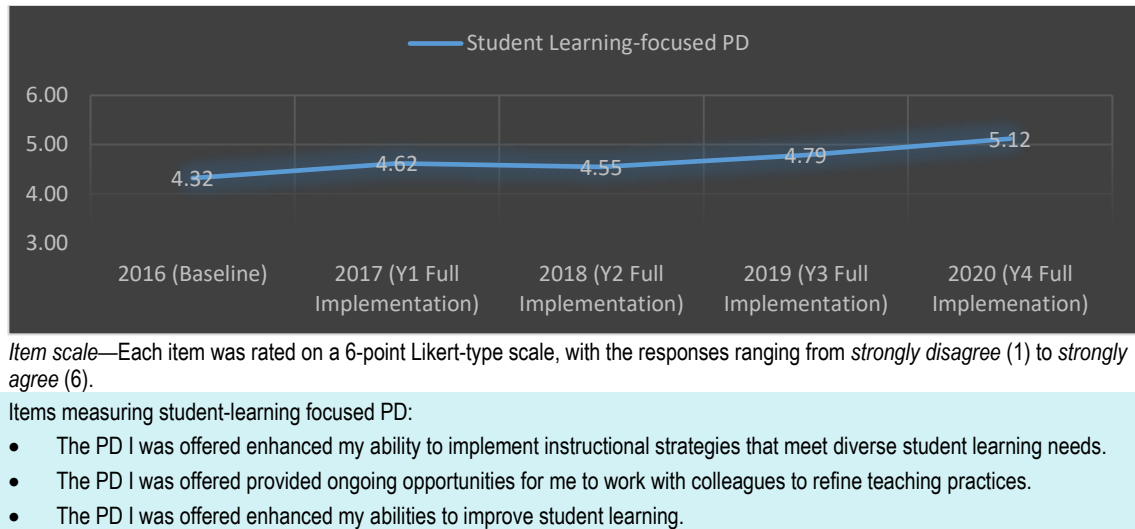 Student Learning-focused PD
6.00
5.00
4.00
3.00
4.32
4.62
4.55
4.79
5.12
2016 (Baseline)
2017 (Y1 Full
Implementation)
2018 (Y2 Full
Implementation)
2019 (Y3 Full
Implementation)
2020 (Y4 Full
Implemenation)
Item scale—Each item was rated on a 6-point Likert-type scale, with the responses ranging from strongly disagree (1) to strongly
agree (6).
Items measuring student-learning focused PD:
• The PD I was offered enhanced my ability to implement instructional strategies that meet diverse student learning needs.
• The PD I was offered provided ongoing opportunities for me to work with colleagues to refine teaching practices.
• The PD I was offered enhanced my abilities to improve student learning.